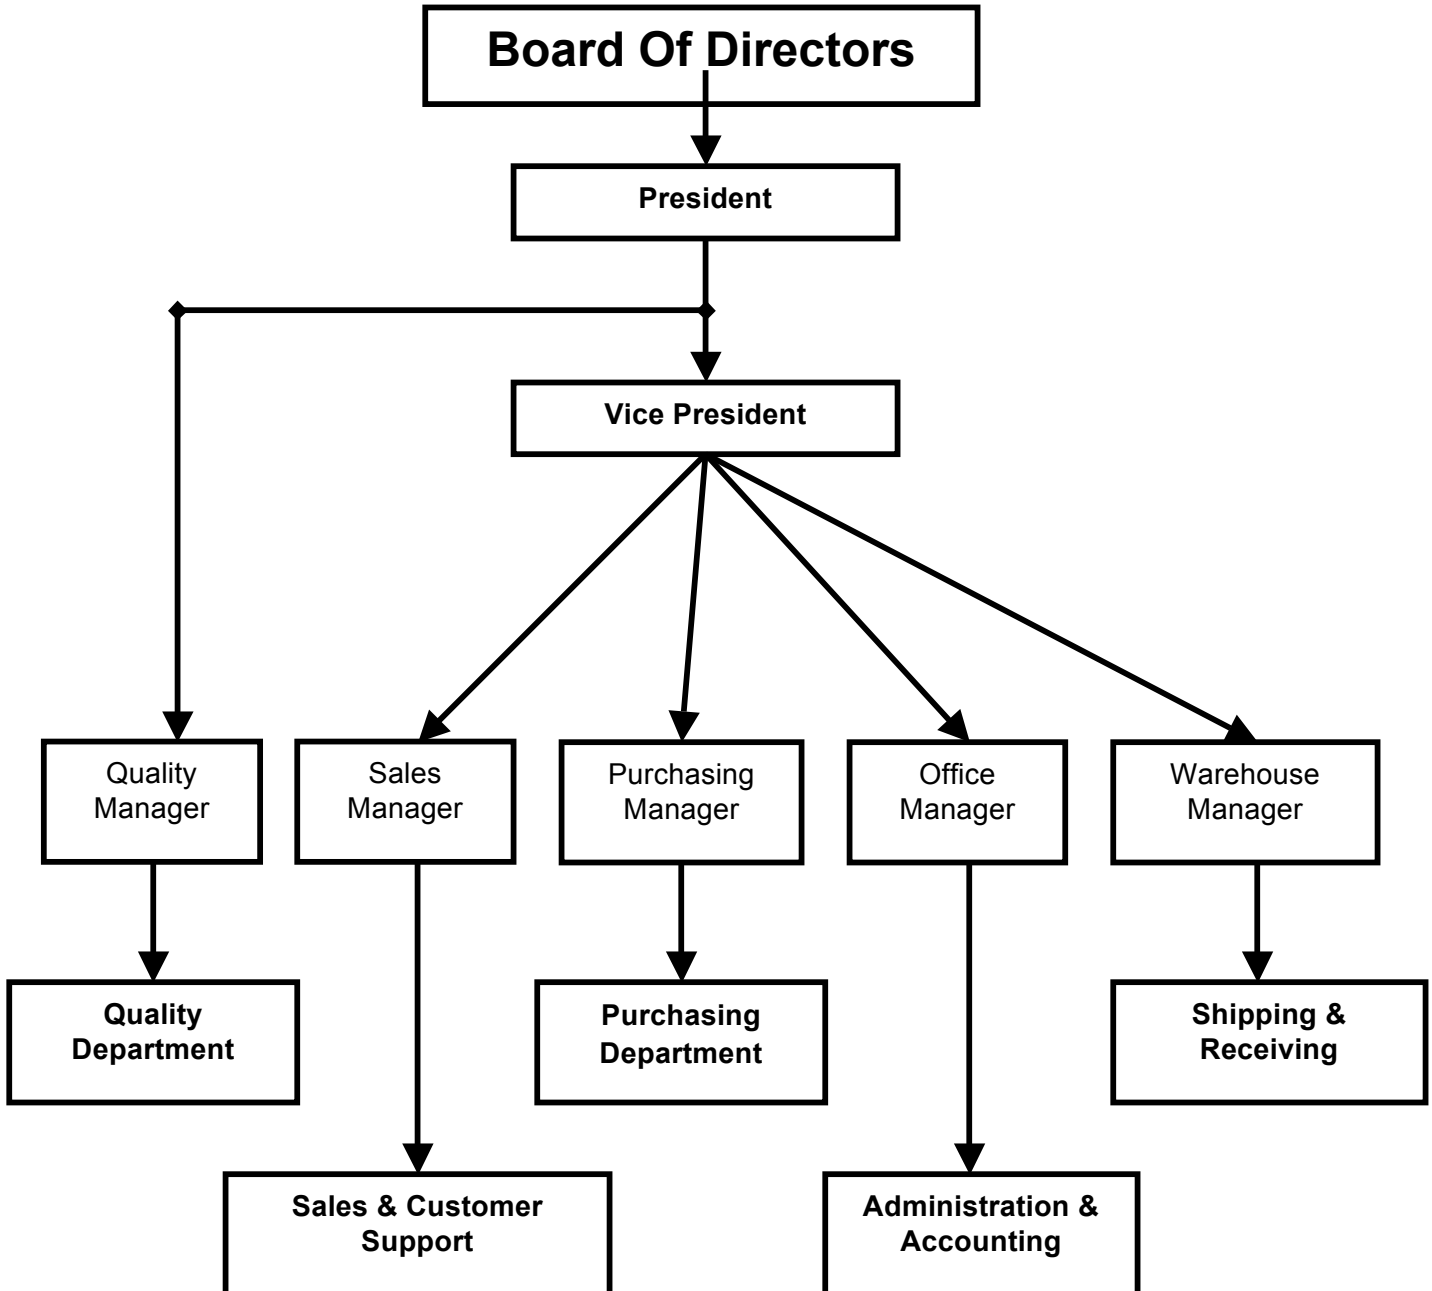 Board Of Directors
President
Vice President
Quality
Manager
Sales
Manager
Purchasing
Manager
Office
Manager
Warehouse
Manager
Quality
Department
Purchasing
Department
Shipping &
Receiving
Sales & Customer
Support
Administration &
Accounting